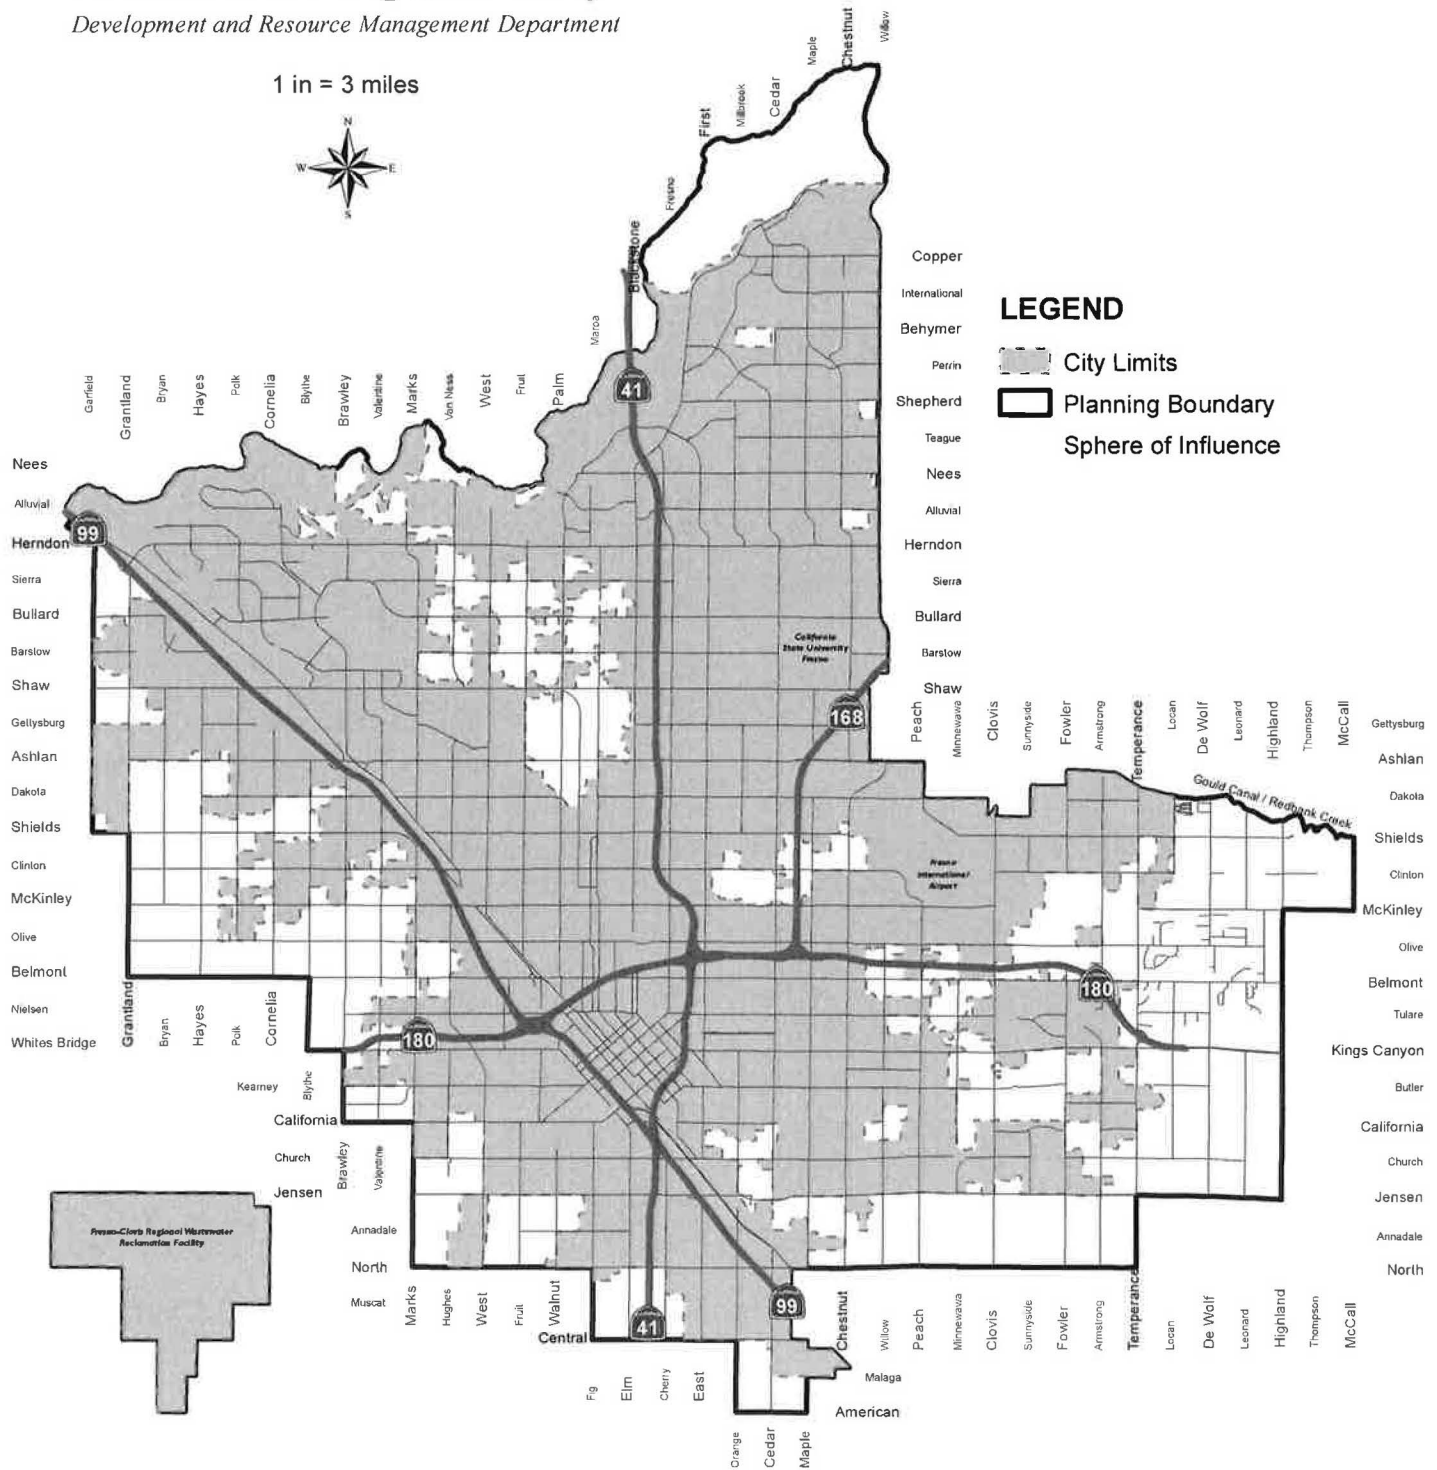 Development and Resource Management Department
1 in = 3 miles
N
W
E
S
Maple
Chestnut
Willow
First
Millbrook
Cedar
Fresno
Blackstone
Maroa
Copper
International
Behymer
Perrin
Shepherd
Teague
Nees
Alluvial
Herndon
Sierra
Bullard
Barstow
Shaw
LEGEND
City Limits
Planning Boundary
Sphere of Influence
Garfield
Grantland
Bryan
Hayes
Polk
Cornelia
Blythe
Brawley
Valentine
Marks
Van Ness
West
Fruit
Palm
41
Nees
Alluvial
99
Herndon
Sierra
Bullard
Barstow
Shaw
Gettysburg
Ashlan
Dakota
Shields
Clinton
McKinley
Olive
Belmont
Nielsen
Whites Bridge
California
State University
Fresno
168
Peach
Minnewawa
Clovis
Sunnyside
Fowler
Armstrong
Temperance
Locan
De Wolf
Leonard
Highland
Thompson
McCall
Gettysburg
Ashlan
Dakota
Shields
Clinton
McKinley
Olive
Belmont
Tulare
Kings Canyon
Butler
California
Church
Jensen
Annadale
North
Gould Canal / Redbank Creek
Fresno
International
Airport
180
180
Grantland
Bryan
Hayes
Polk
Cornelia
Kearney
Blythe
California
Church
Brawley
Valentine
Jensen
Annadale
North
Muscat
Fresno-Clovis Regional Wastewater
Reclamation Facility
Marks
Hughes
West
Fruit
Walnut
Central
41
99
Chestnut
Willow
Peach
Minnewawa
Clovis
Sunnyside
Fowler
Armstrong
Temperance
Locan
De Wolf
Leonard
Highland
Thompson
McCall
Fig
Elm
Cherry
East
Malaga
American
Orange
Cedar
Maple